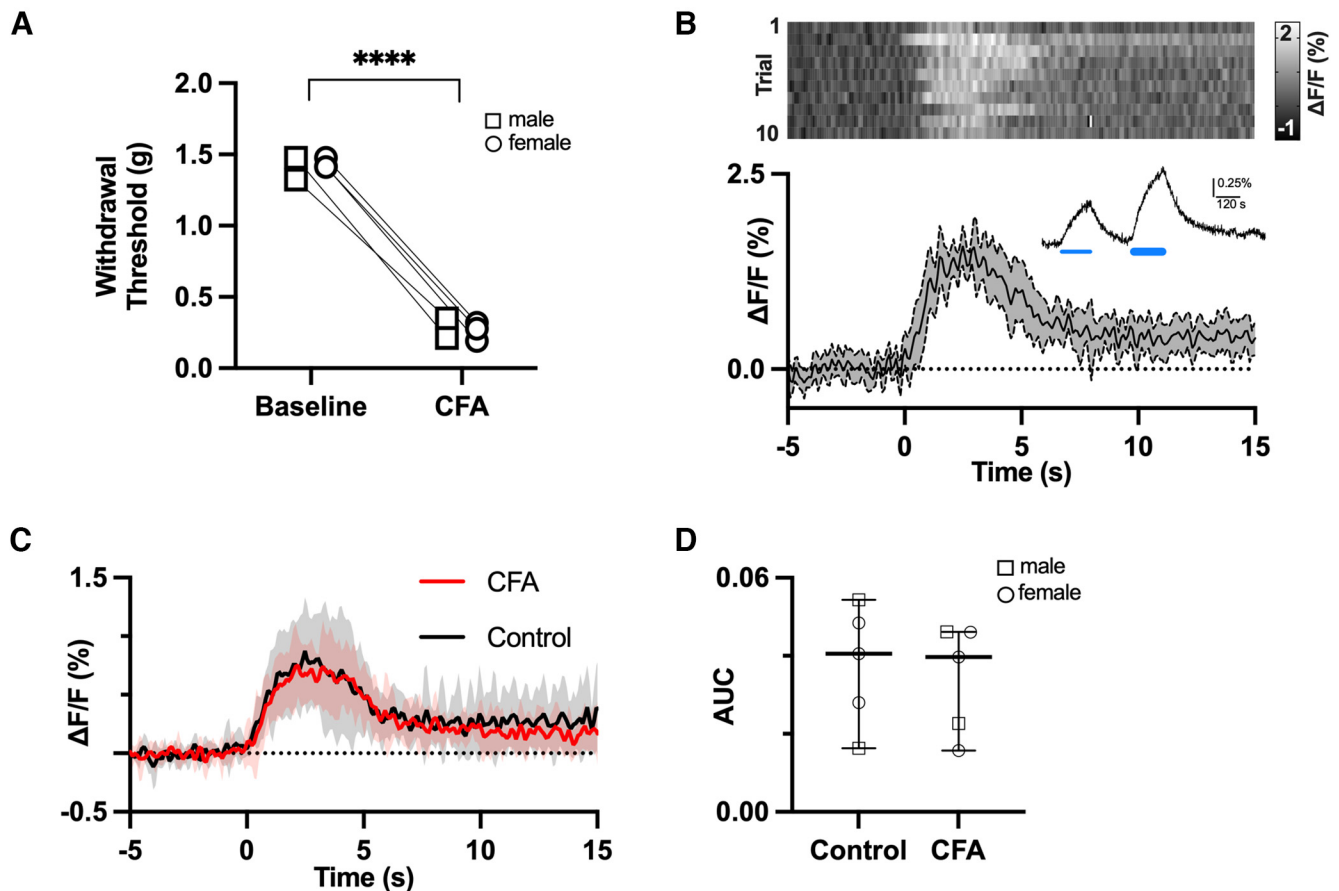 A
****
2.0
1.5
1.0
0.5
0.0
Withdrawal
Threshold (g)
male
female
Baseline
CFA
B
1
Trial
10
2
-1
ΔF/F (%)
2.5
0.0
ΔF/F (%)
0.25%
120 s
-5
0
5
10
15
Time (s)
C
1.5
-0.5
ΔF/F (%)
CFA
Control
-5
0
5
10
15
Time (s)
D
0.06
0.00
AUC
male
female
Control
CFA